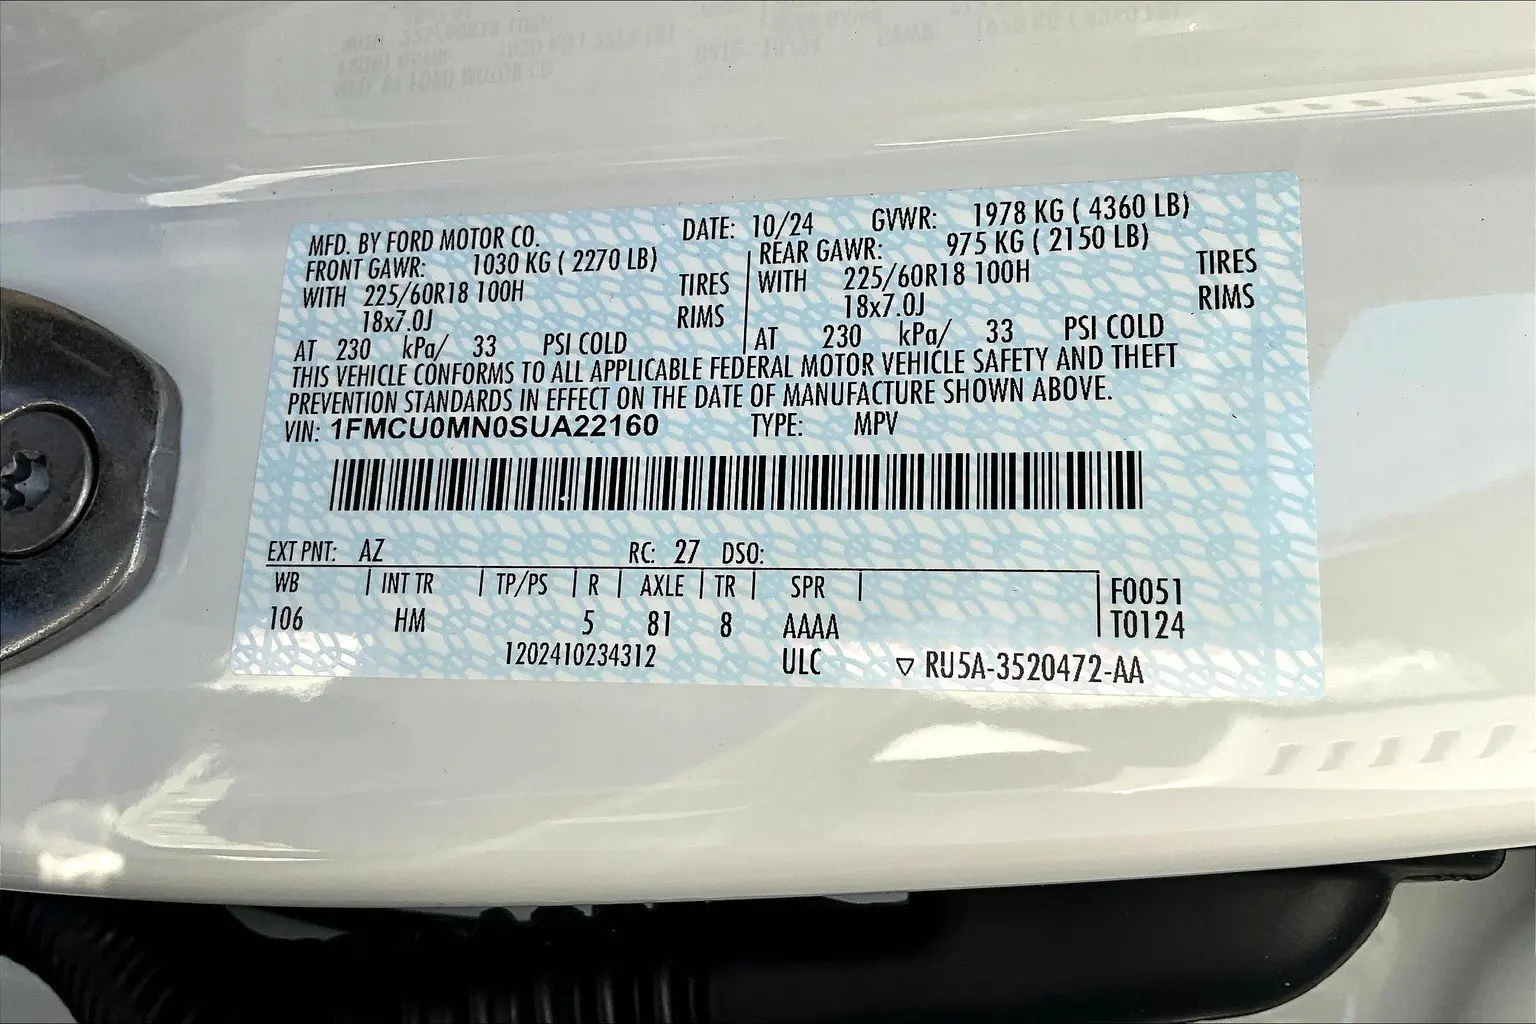 MFD. BY FORD MOTOR CO. DATE: 10/24 GVWR: 1978 KG ( 4360 LB)
FRONT GAWR: 1030 KG ( 2270 LB) REAR GAWR: 975 KG ( 2150 LB)
WITH 225/60R18 100H TIRES WITH 225/60R18 100H TIRES
18x7.0J RIMS 18x7.0J RIMS
AT 230 kPa/ 33 PSI COLD AT 230 kPa/ 33 PSI COLD
THIS VEHICLE CONFORMS TO ALL APPLICABLE FEDERAL MOTOR VEHICLE SAFETY AND THEFT
PREVENTION STANDARDS IN EFFECT ON THE DATE OF MANUFACTURE SHOWN ABOVE.
VIN: 1FMCU0MN0SUA22160 TYPE: MPV
EXT PNT: AZ RC: 27 DSO:
WB INT TR TP/PS R AXLE TR SPR F0051
106 HM 5 81 8 AAAA T0124
1202410234312 ULC ▽ RU5A-3520472-AA